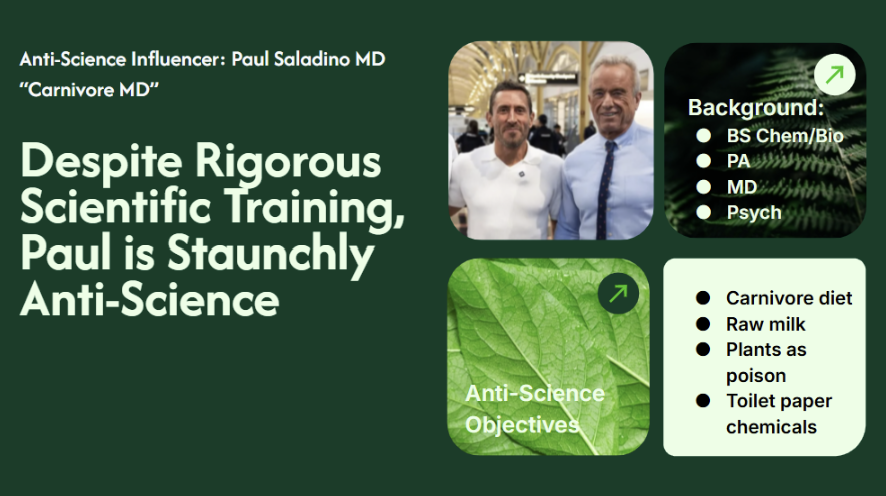 Anti-Science Influencer: Paul Saladino MD
“Carnivore MD”
Despite Rigorous
Scientific Training,
Paul is Staunchly
Anti-Science
Background:
● BS Chem/Bio
● PA
● MD
● Psych
Anti-Science
Objectives
● Carnivore diet
● Raw milk
● Plants as
poison
● Toilet paper
chemicals